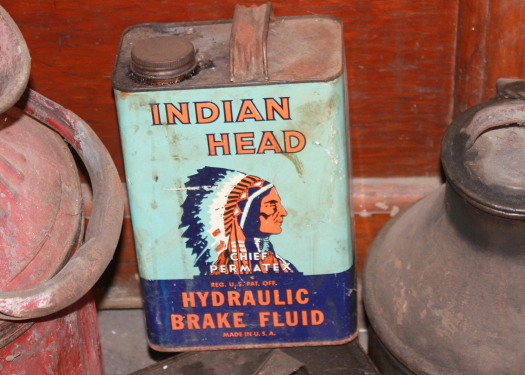 INDIAN
HEAD
CHIEF
PERMATEX
REG. U.S. PAT. OFF.
HYDRAULIC
BRAKE FLUID
MADE IN U.S.A.